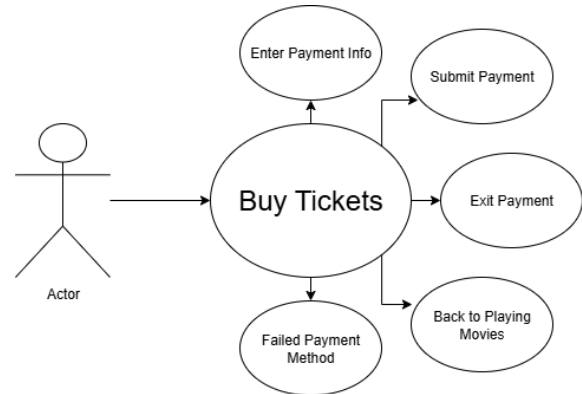 Enter Payment Info
Submit Payment
Buy Tickets
Exit Payment
Actor
Failed Payment
Method
Back to Playing
Movies